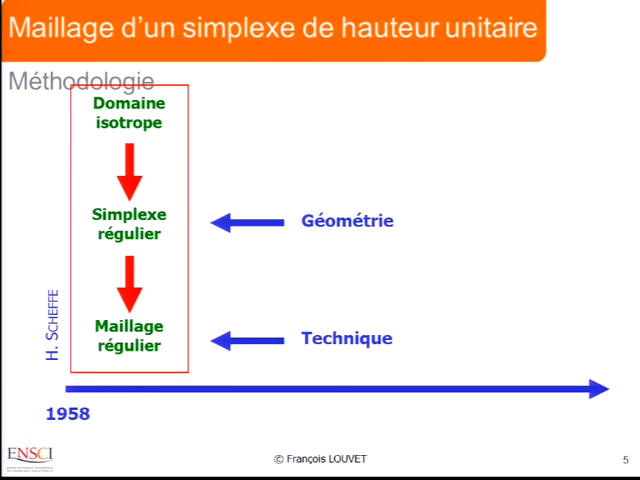 Maillage d’un simplexe de hauteur unitaire
Méthodologie
Domaine
isotrope
Simplexe
régulier
Géométrie
Maillage
régulier
Technique
H. SCHEFFE
1958
ENSCI
© François LOUVET
5